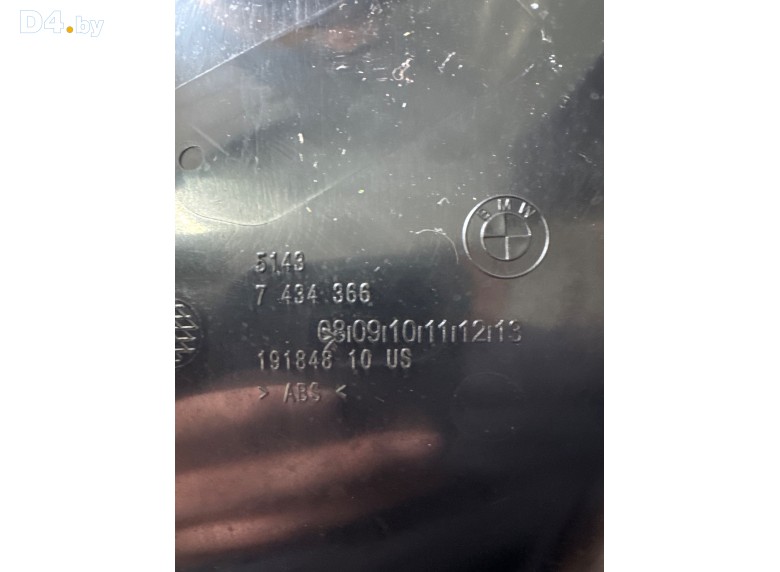 D4.by
BMW
5143
7 434 366
08 09 10 11 12 13
191848 10 US
> ABS <